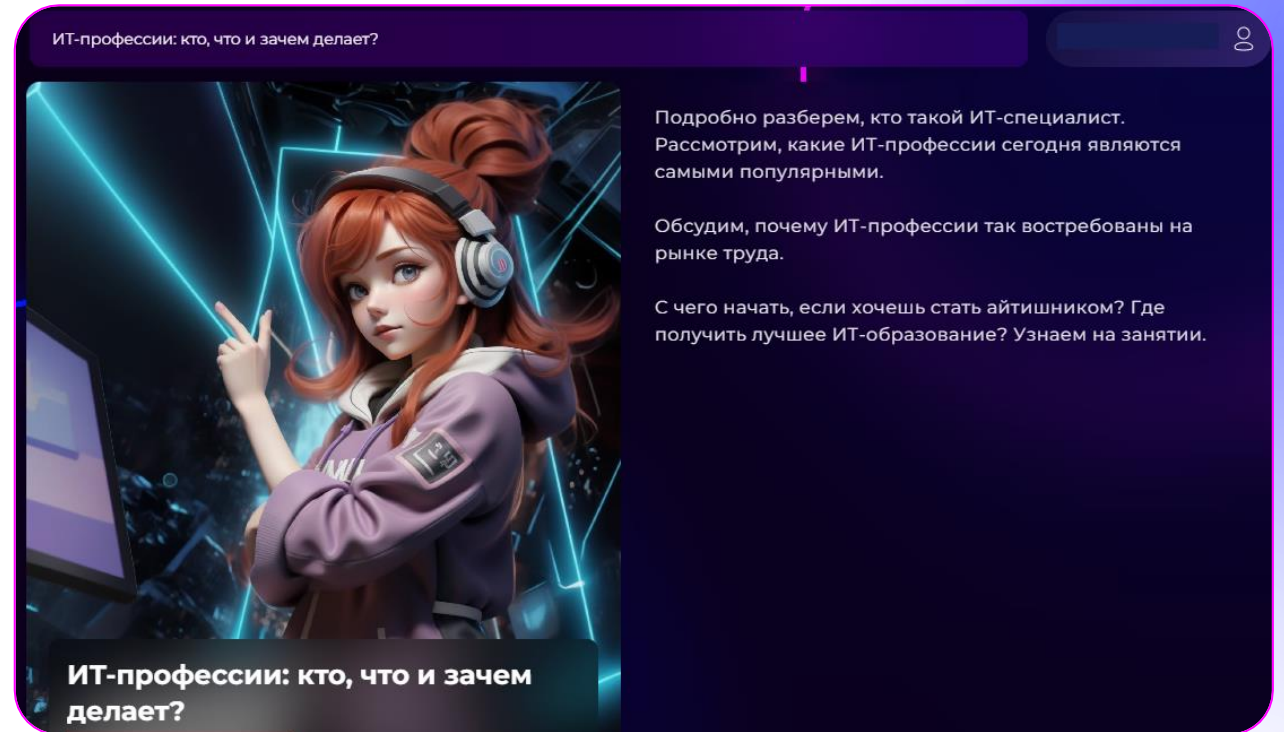 ИТ-профессии: кто, что и зачем делает?
Подробно разберем, кто такой ИТ-специалист.
Рассмотрим, какие ИТ-профессии сегодня являются
самыми популярными.
Обсудим, почему ИТ-профессии так востребованы на
рынке труда.
С чего начать, если хочешь стать айтишником? Где
получить лучшее ИТ-образование? Узнаем на занятии.
ИТ-профессии: кто, что и зачем
делает?